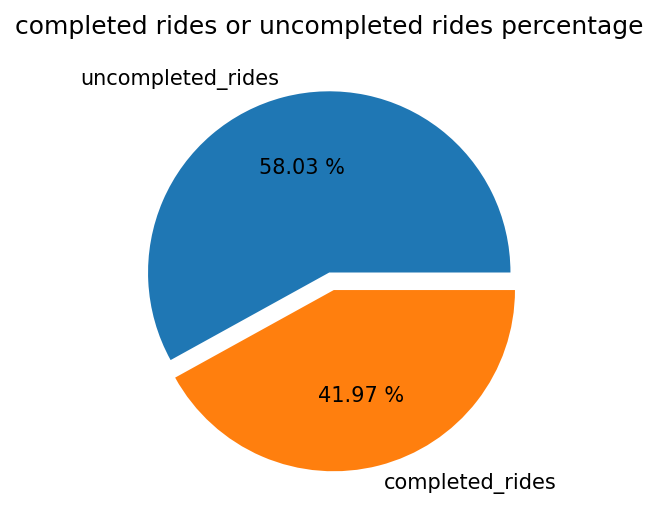 completed rides or uncompleted rides percentage
uncompleted_rides
58.03 %
41.97 %
completed_rides